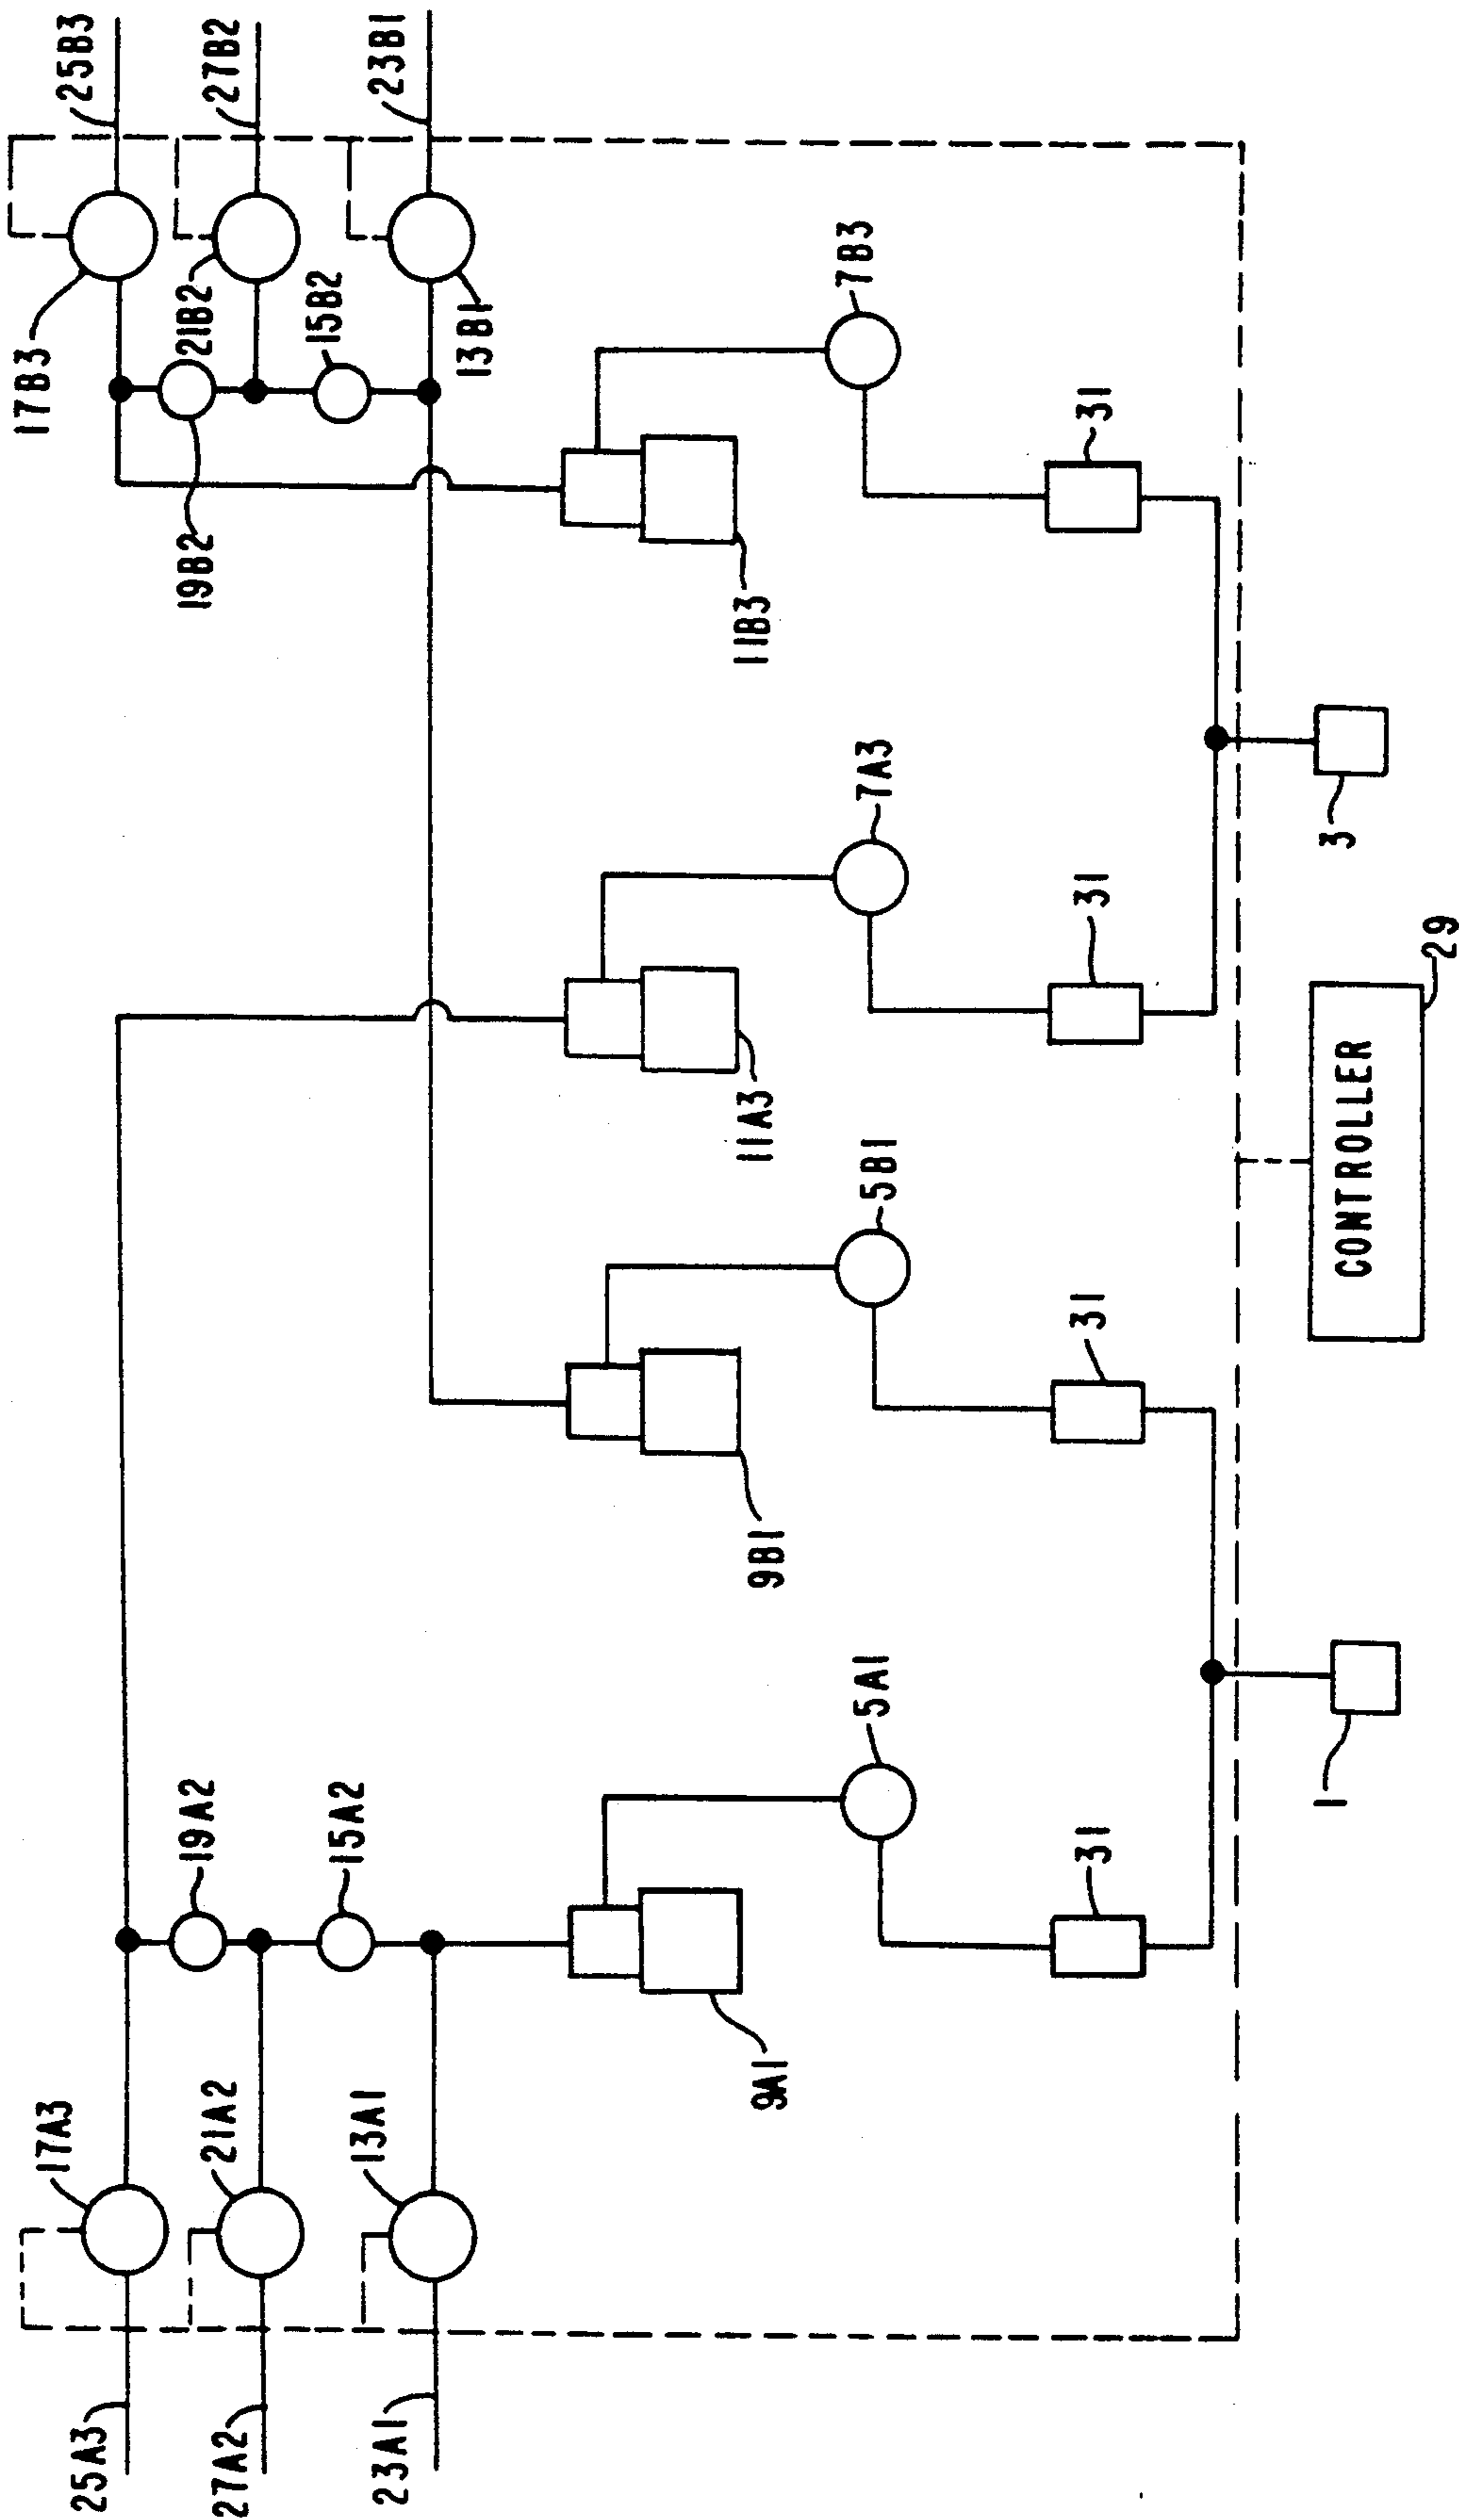 25B3
27B2
23B1
17B3
21B2
15B2
13B1
19B2
7B3
31
11B3
7A3
3
31
29
CONTROLLER
11A3
5B1
31
9B1
5A1
1
19A2
15A2
31
9A1
17A3
21A2
13A1
25A3
27A2
23A1